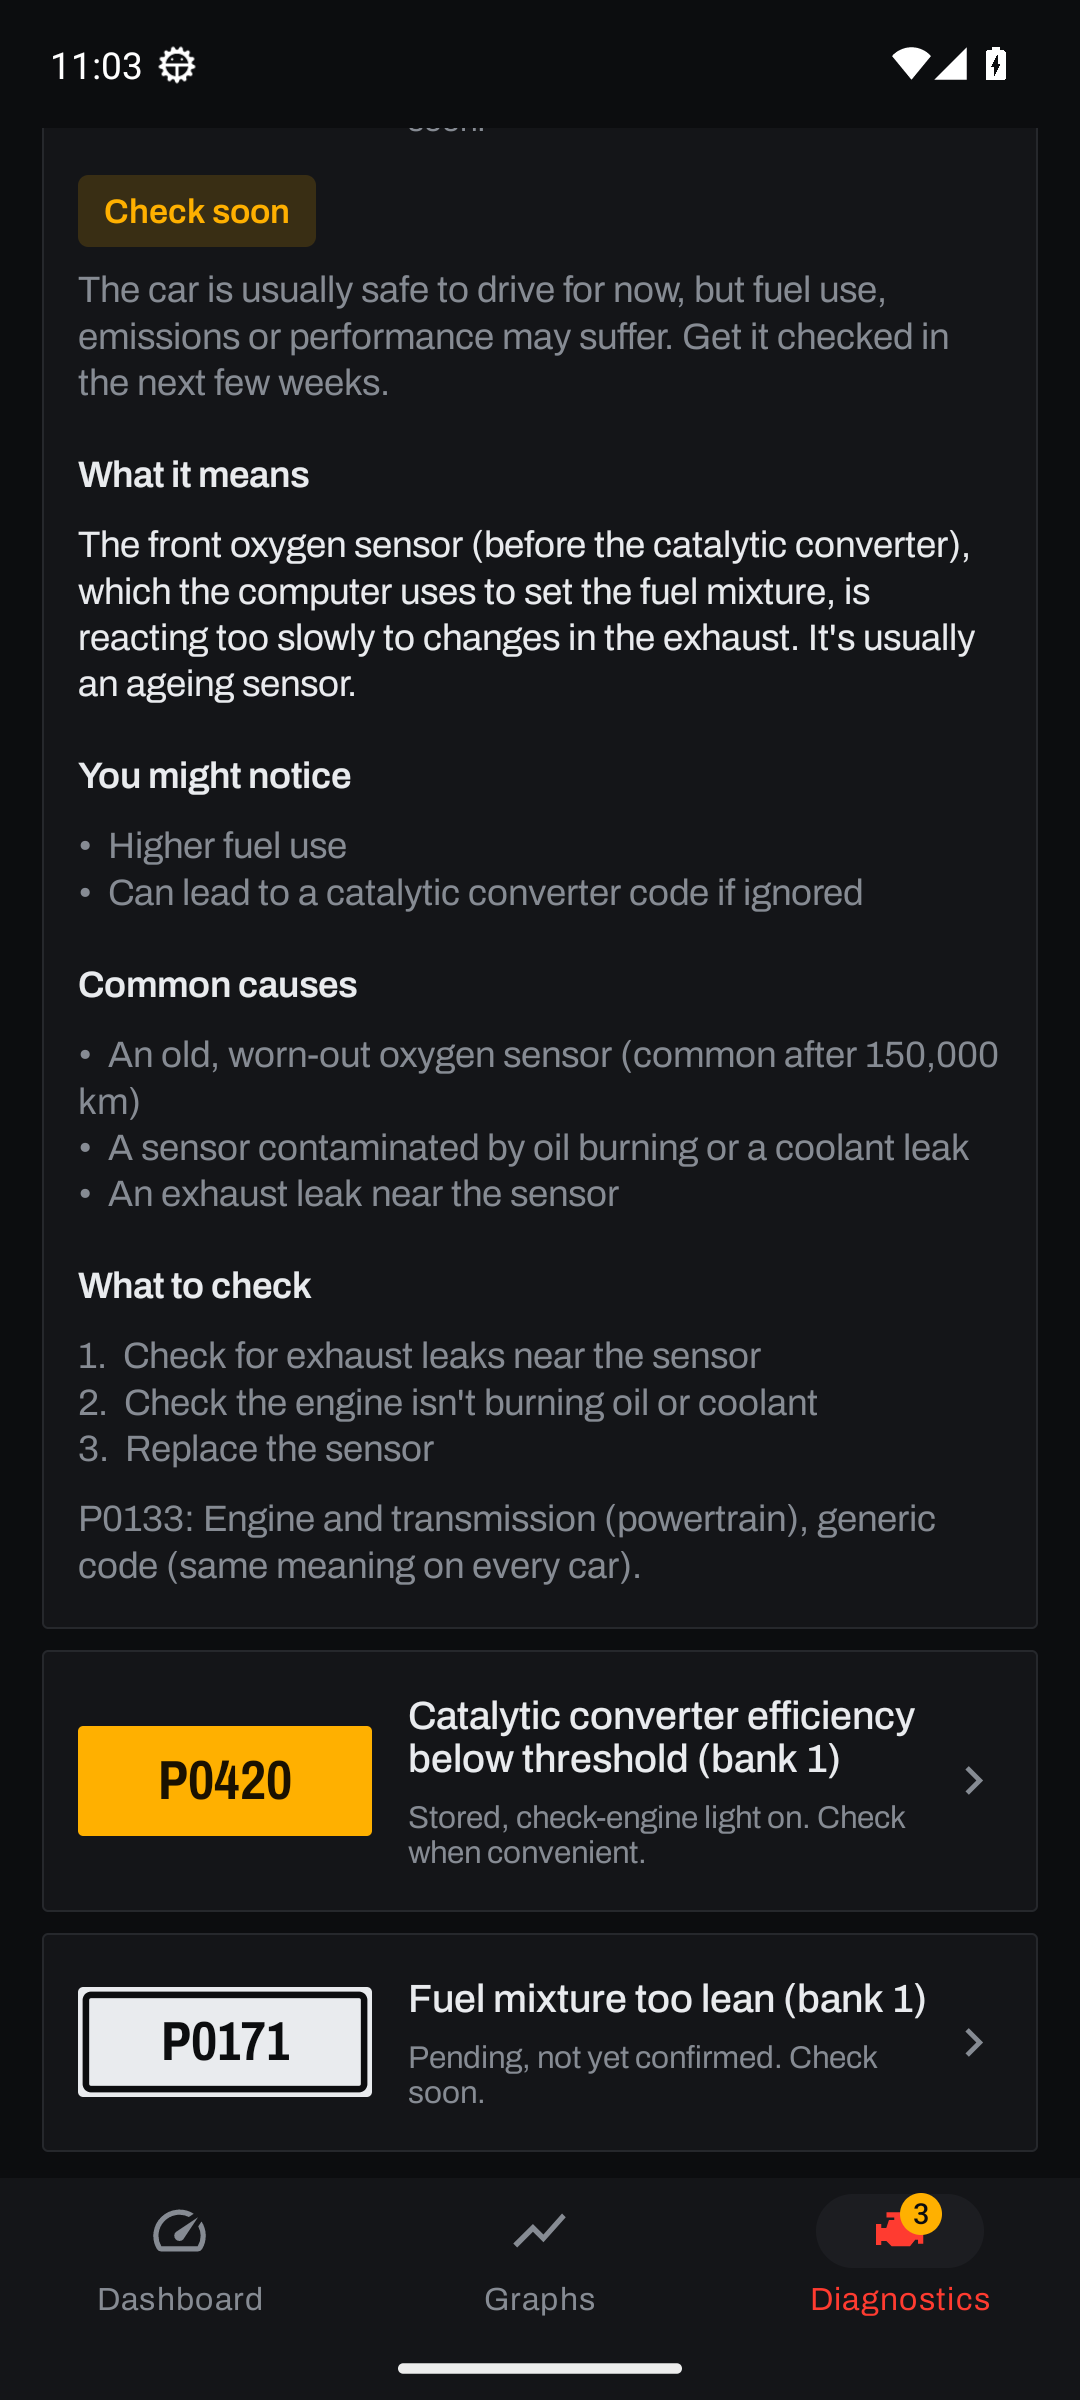 11:03
Check soon
The car is usually safe to drive for now, but fuel use,
emissions or performance may suffer. Get it checked in
the next few weeks.
What it means
The front oxygen sensor (before the catalytic converter),
which the computer uses to set the fuel mixture, is
reacting too slowly to changes in the exhaust. It's usually
an ageing sensor.
You might notice
• Higher fuel use
• Can lead to a catalytic converter code if ignored
Common causes
• An old, worn-out oxygen sensor (common after 150,000
km)
• A sensor contaminated by oil burning or a coolant leak
• An exhaust leak near the sensor
What to check
1. Check for exhaust leaks near the sensor
2. Check the engine isn't burning oil or coolant
3. Replace the sensor
P0133: Engine and transmission (powertrain), generic
code (same meaning on every car).
P0420
Catalytic converter efficiency
below threshold (bank 1)
Stored, check-engine light on. Check
when convenient.
P0171
Fuel mixture too lean (bank 1)
Pending, not yet confirmed. Check
soon.
3
Dashboard
Graphs
Diagnostics